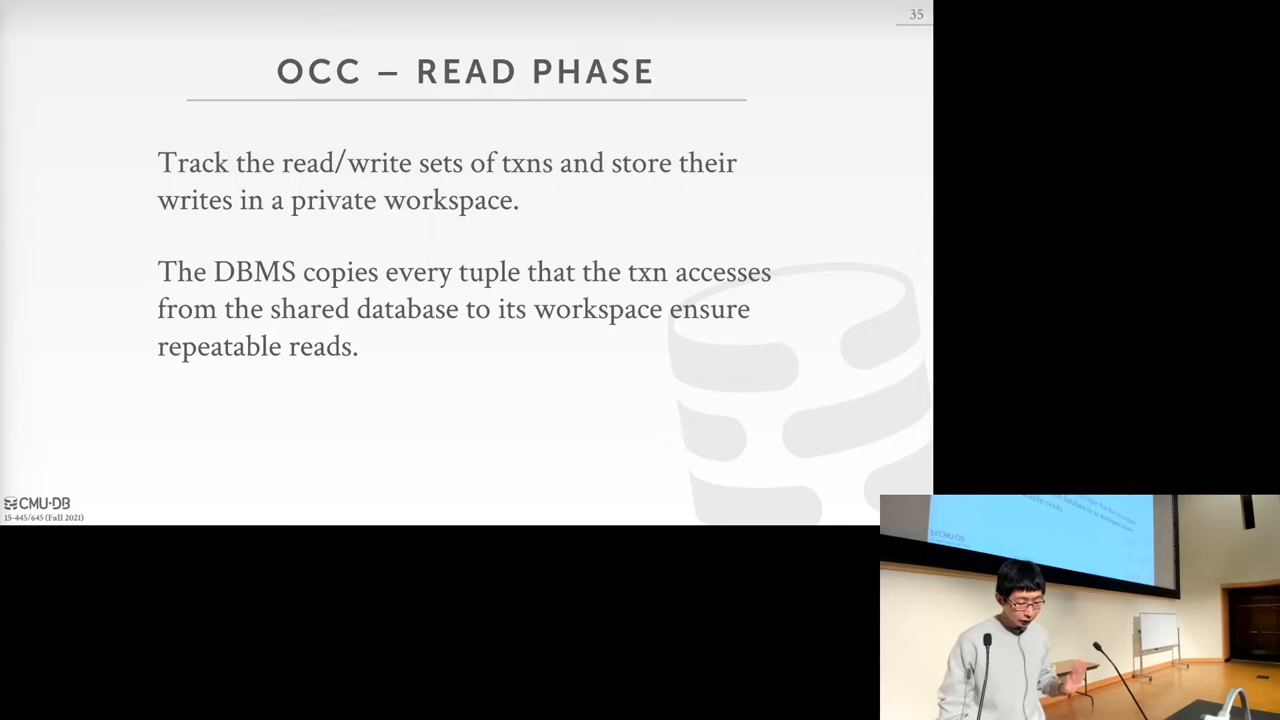 35
OCC – READ PHASE
Track the read/write sets of txns and store their
writes in a private workspace.
The DBMS copies every tuple that the txn accesses
from the shared database to its workspace ensure
repeatable reads.
CMU·DB
15-445/645 (Fall 2021)